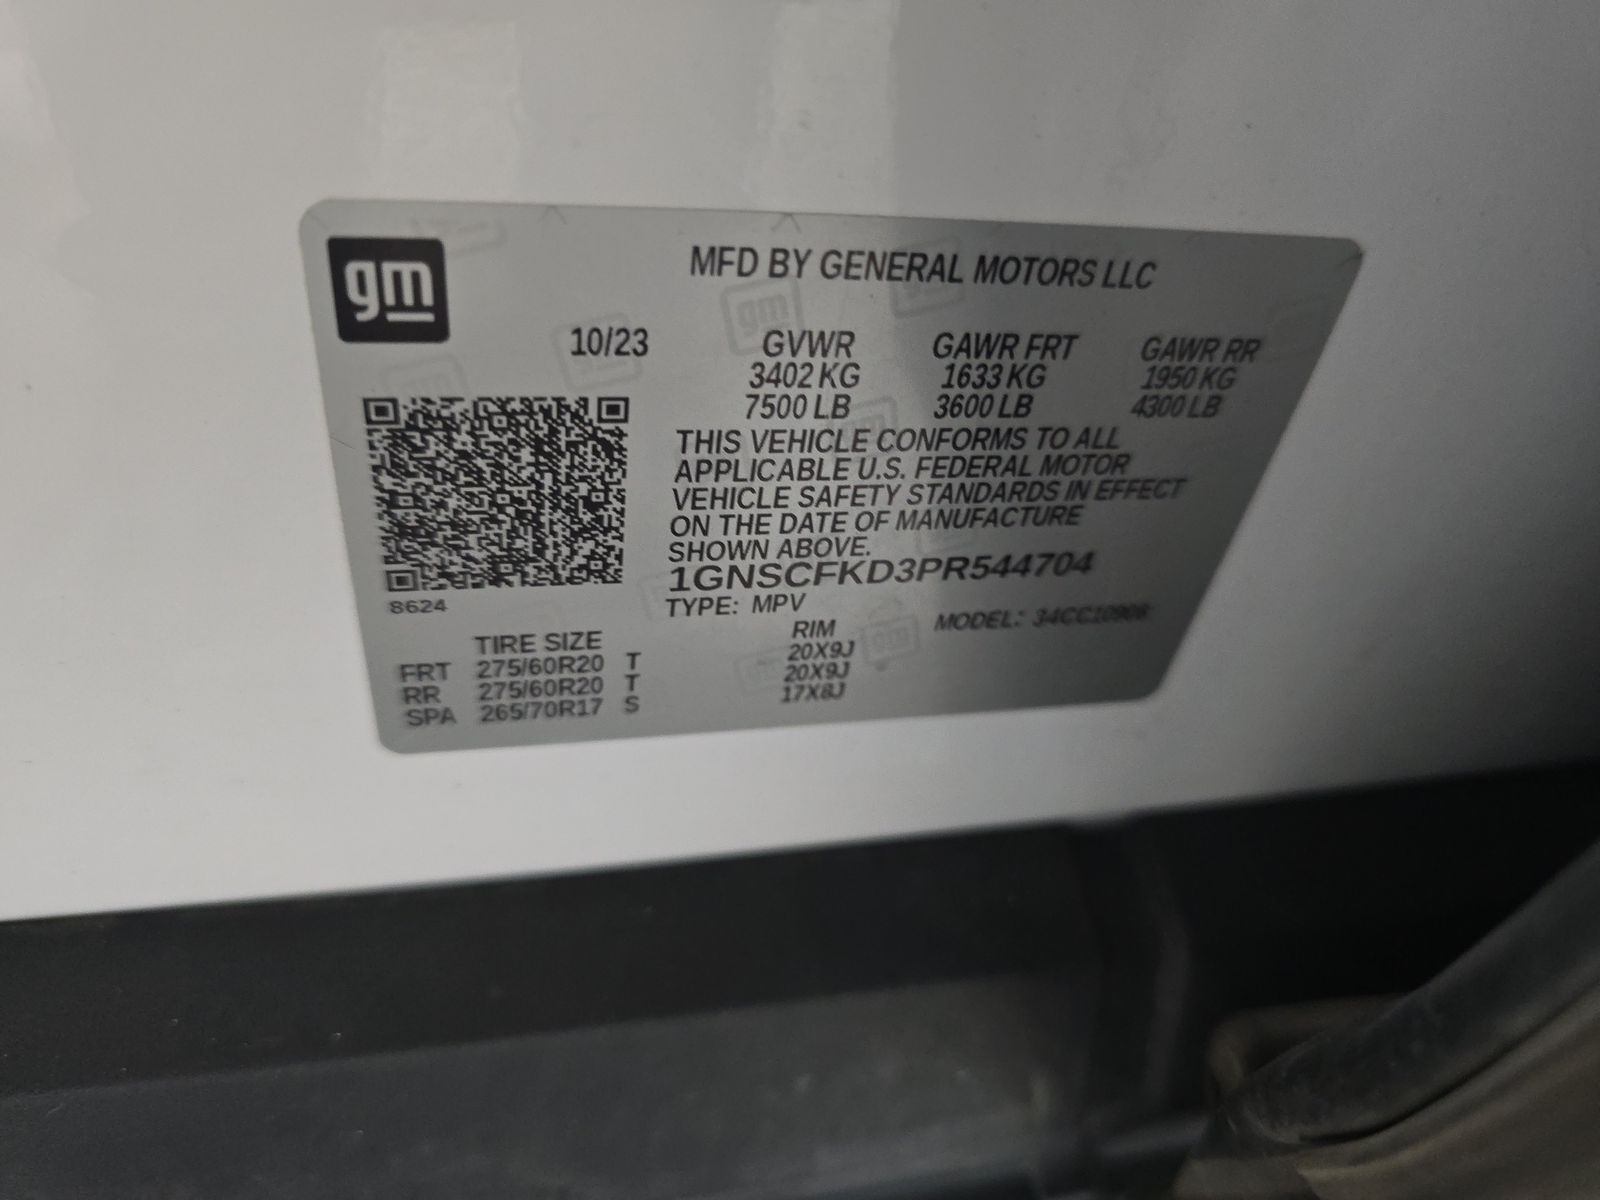 gm
MFD BY GENERAL MOTORS LLC
10/23 GVWR GAWR FRT GAWR RR
3402 KG 1633 KG 1950 KG
7500 LB 3600 LB 4300 LB
THIS VEHICLE CONFORMS TO ALL
APPLICABLE U.S. FEDERAL MOTOR
VEHICLE SAFETY STANDARDS IN EFFECT
ON THE DATE OF MANUFACTURE
SHOWN ABOVE.
1GNSCFKD3PR544704
8624
TYPE: MPV MODEL:
TIRE SIZE RIM
FRT 275/60R20 T 20X9J
RR 275/60R20 T 20X9J
SPA 265/70R17 S 17X8J